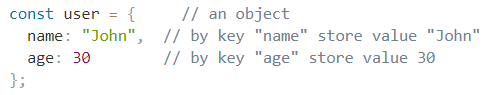 const user = {      // an object
  name: "John",  // by key "name" store value "John"
  age: 30         // by key "age" store value 30
};